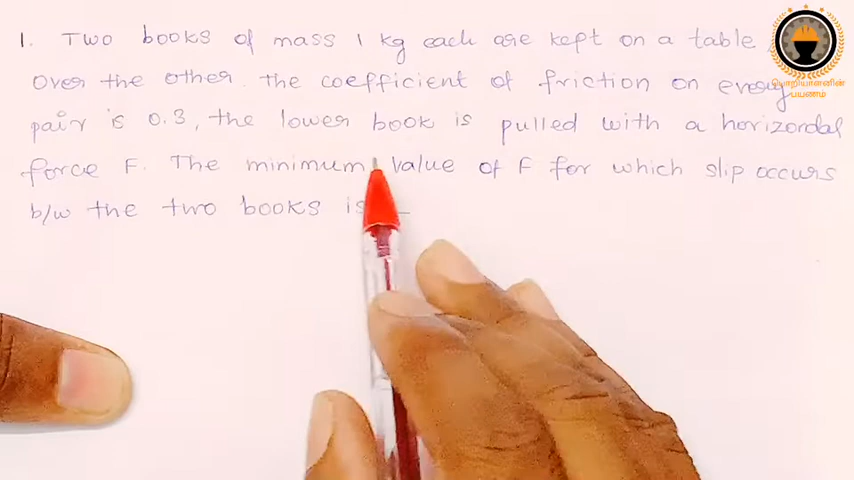 1. Two books of mass 1 kg each are kept on a table,
பொறியாளனின்
பயணம்
over the other. The coefficient of friction on every
pair is 0.3, the lower book is pulled with a horizondal
force F. The minimum value of F for which slip occurs
b/w the two books is